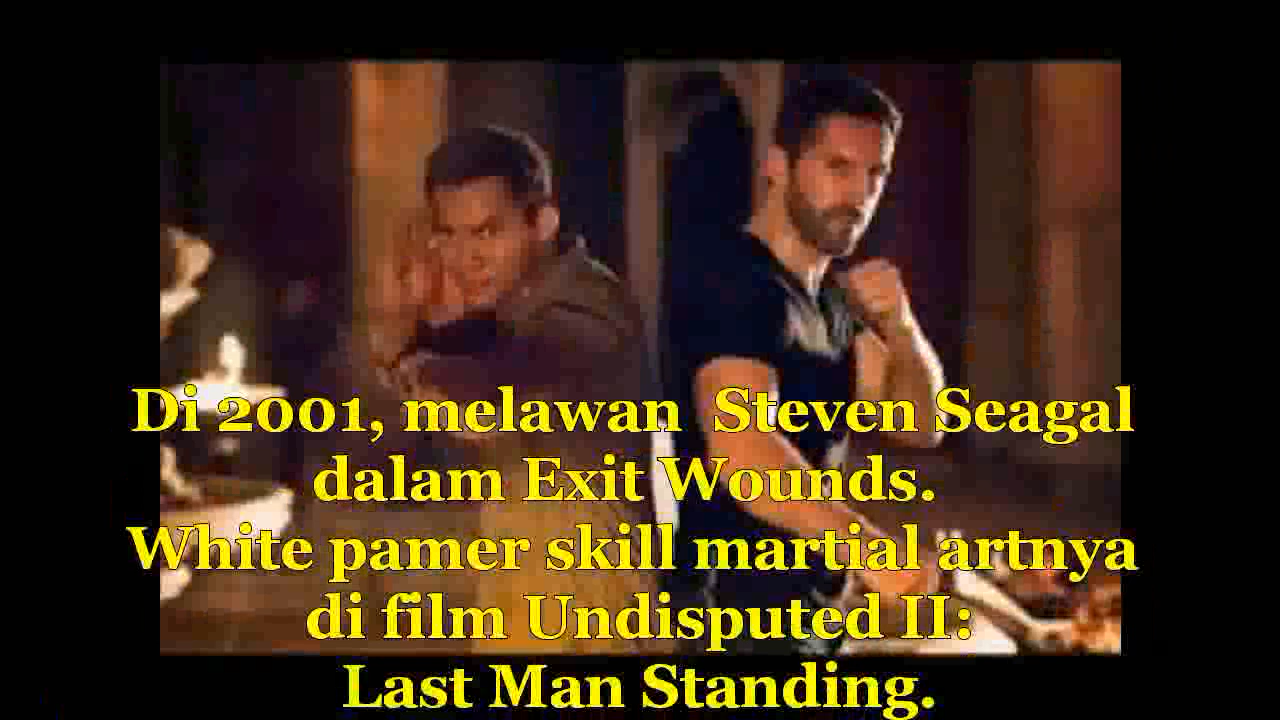 Di 2001, melawan  Steven Seagal
dalam Exit Wounds.
White pamer skill martial artnya
di film Undisputed II:
Last Man Standing.